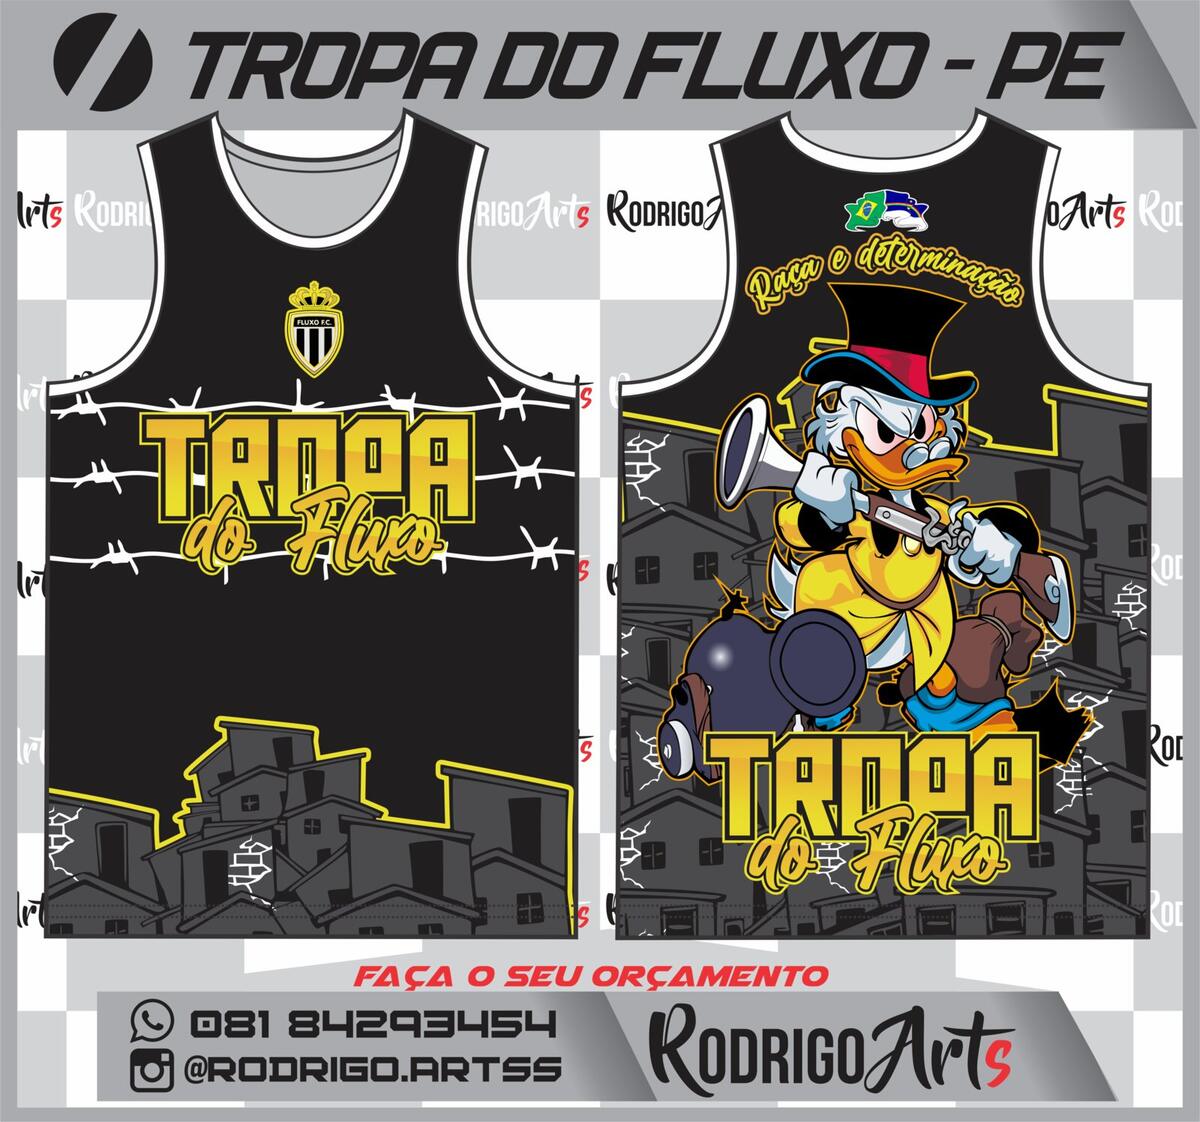 TROPA DO FLUXO - PE
RODRIGOArts
FLUXO F.C.
TROPA
do Fluxo
Raça e determinação
TROPA
do Fluxo
FAÇA O SEU ORÇAMENTO
081 84293454
@RODRIGO.ARTSS
RODRIGOArts